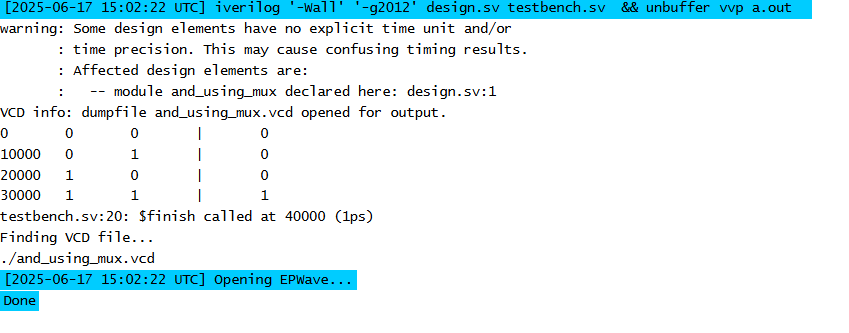 [2025-06-17 15:02:22 UTC] iverilog '-Wall' '-g2012' design.sv testbench.sv  && unbuffer vvp a.out
warning: Some design elements have no explicit time unit and/or
       : time precision. This may cause confusing timing results.
       : Affected design elements are:
       :   -- module and_using_mux declared here: design.sv:1
VCD info: dumpfile and_using_mux.vcd opened for output.
0       0       0       |       0
10000   0       1       |       0
20000   1       0       |       0
30000   1       1       |       1
testbench.sv:20: $finish called at 40000 (1ps)
Finding VCD file...
./and_using_mux.vcd
[2025-06-17 15:02:22 UTC] Opening EPWave...
Done